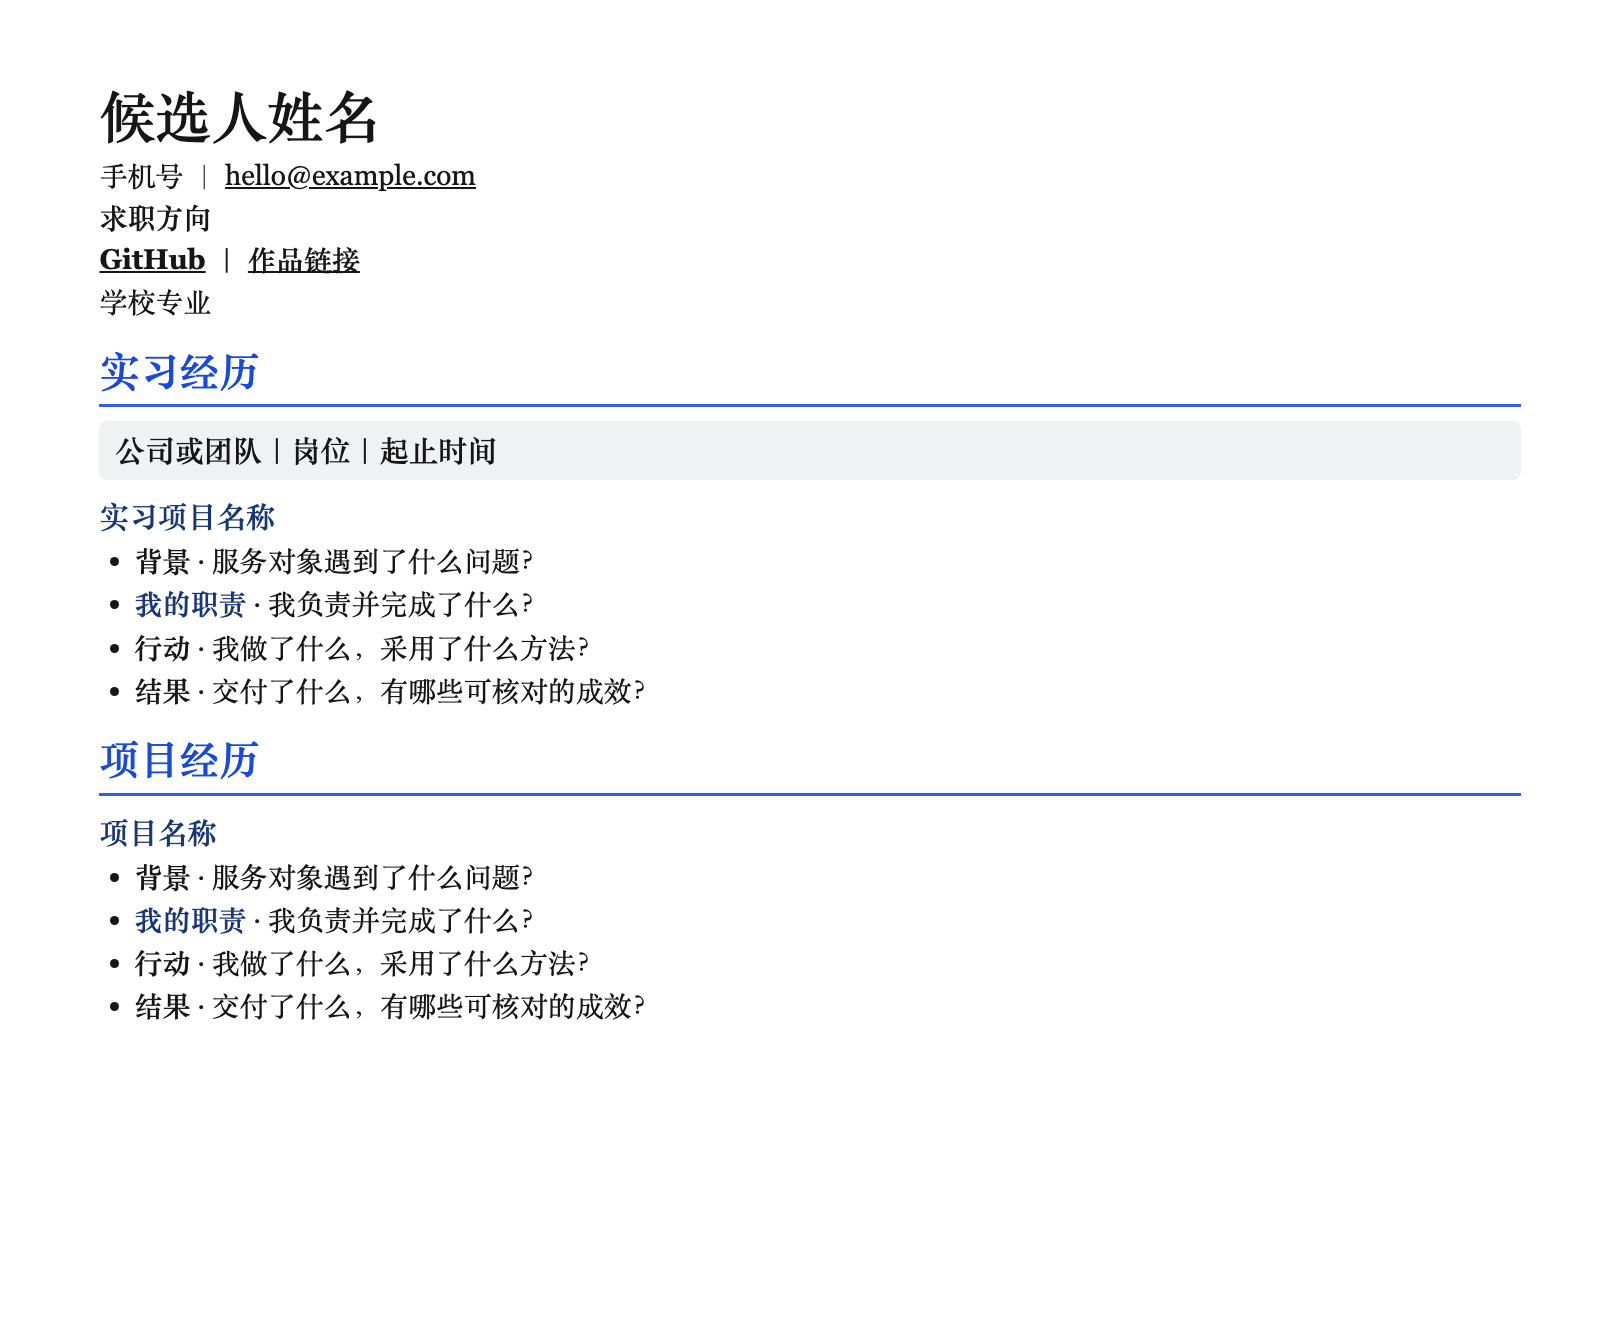 候选人姓名
手机号 | hello@example.com
求职方向
GitHub | 作品链接
学校专业
实习经历
公司或团队 | 岗位 | 起止时间
实习项目名称
• 背景 · 服务对象遇到了什么问题?
• 我的职责 · 我负责并完成了什么?
• 行动 · 我做了什么，采用了什么方法?
• 结果 · 交付了什么，有哪些可核对的成效?
项目经历
项目名称
• 背景 · 服务对象遇到了什么问题?
• 我的职责 · 我负责并完成了什么?
• 行动 · 我做了什么，采用了什么方法?
• 结果 · 交付了什么，有哪些可核对的成效?